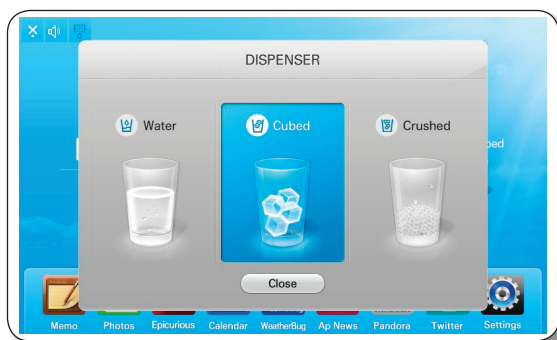 DISPENSER
Water
Cubed
Crushed
Close
Memo
Photos
Epicurious
Calendar
WeatherBug
Ap News
Pandora
Twitter
Settings